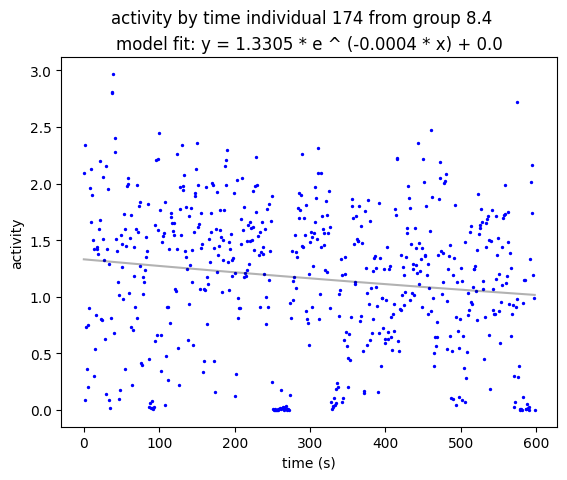 activity by time individual 174 from group 8.4
model fit: y = 1.3305 * e ^ (-0.0004 * x) + 0.0
3.0
2.5
2.0
1.5
1.0
0.5
0.0
activity
0 100 200 300 400 500 600
time (s)